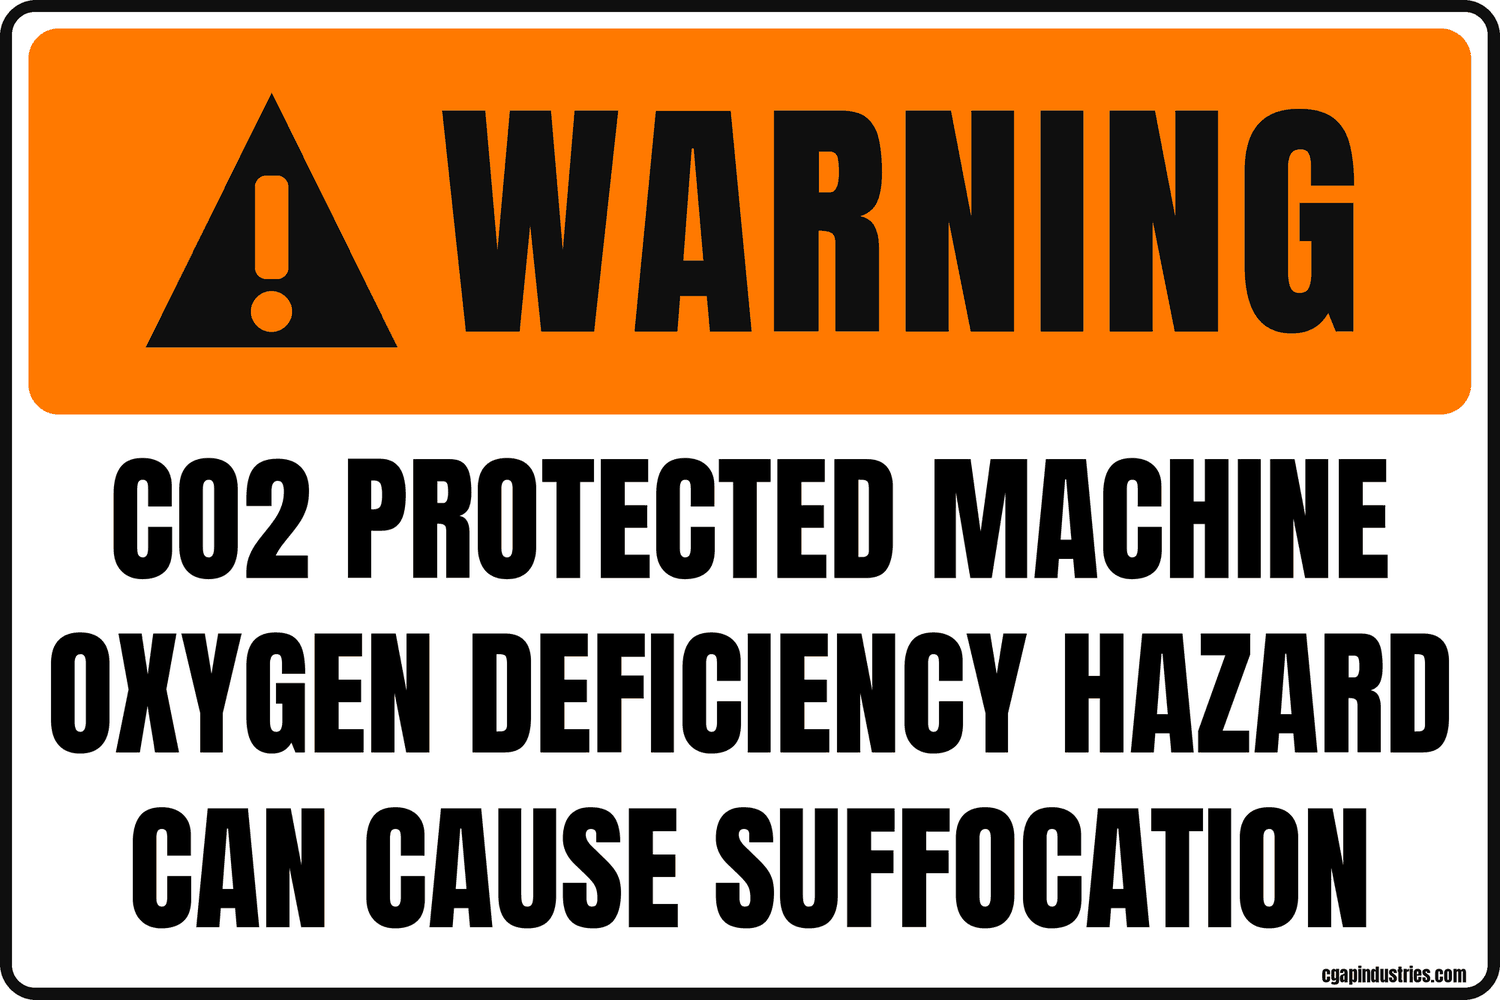 WARNING
CO2 PROTECTED MACHINE
OXYGEN DEFICIENCY HAZARD
CAN CAUSE SUFFOCATION
cgapindustries.com